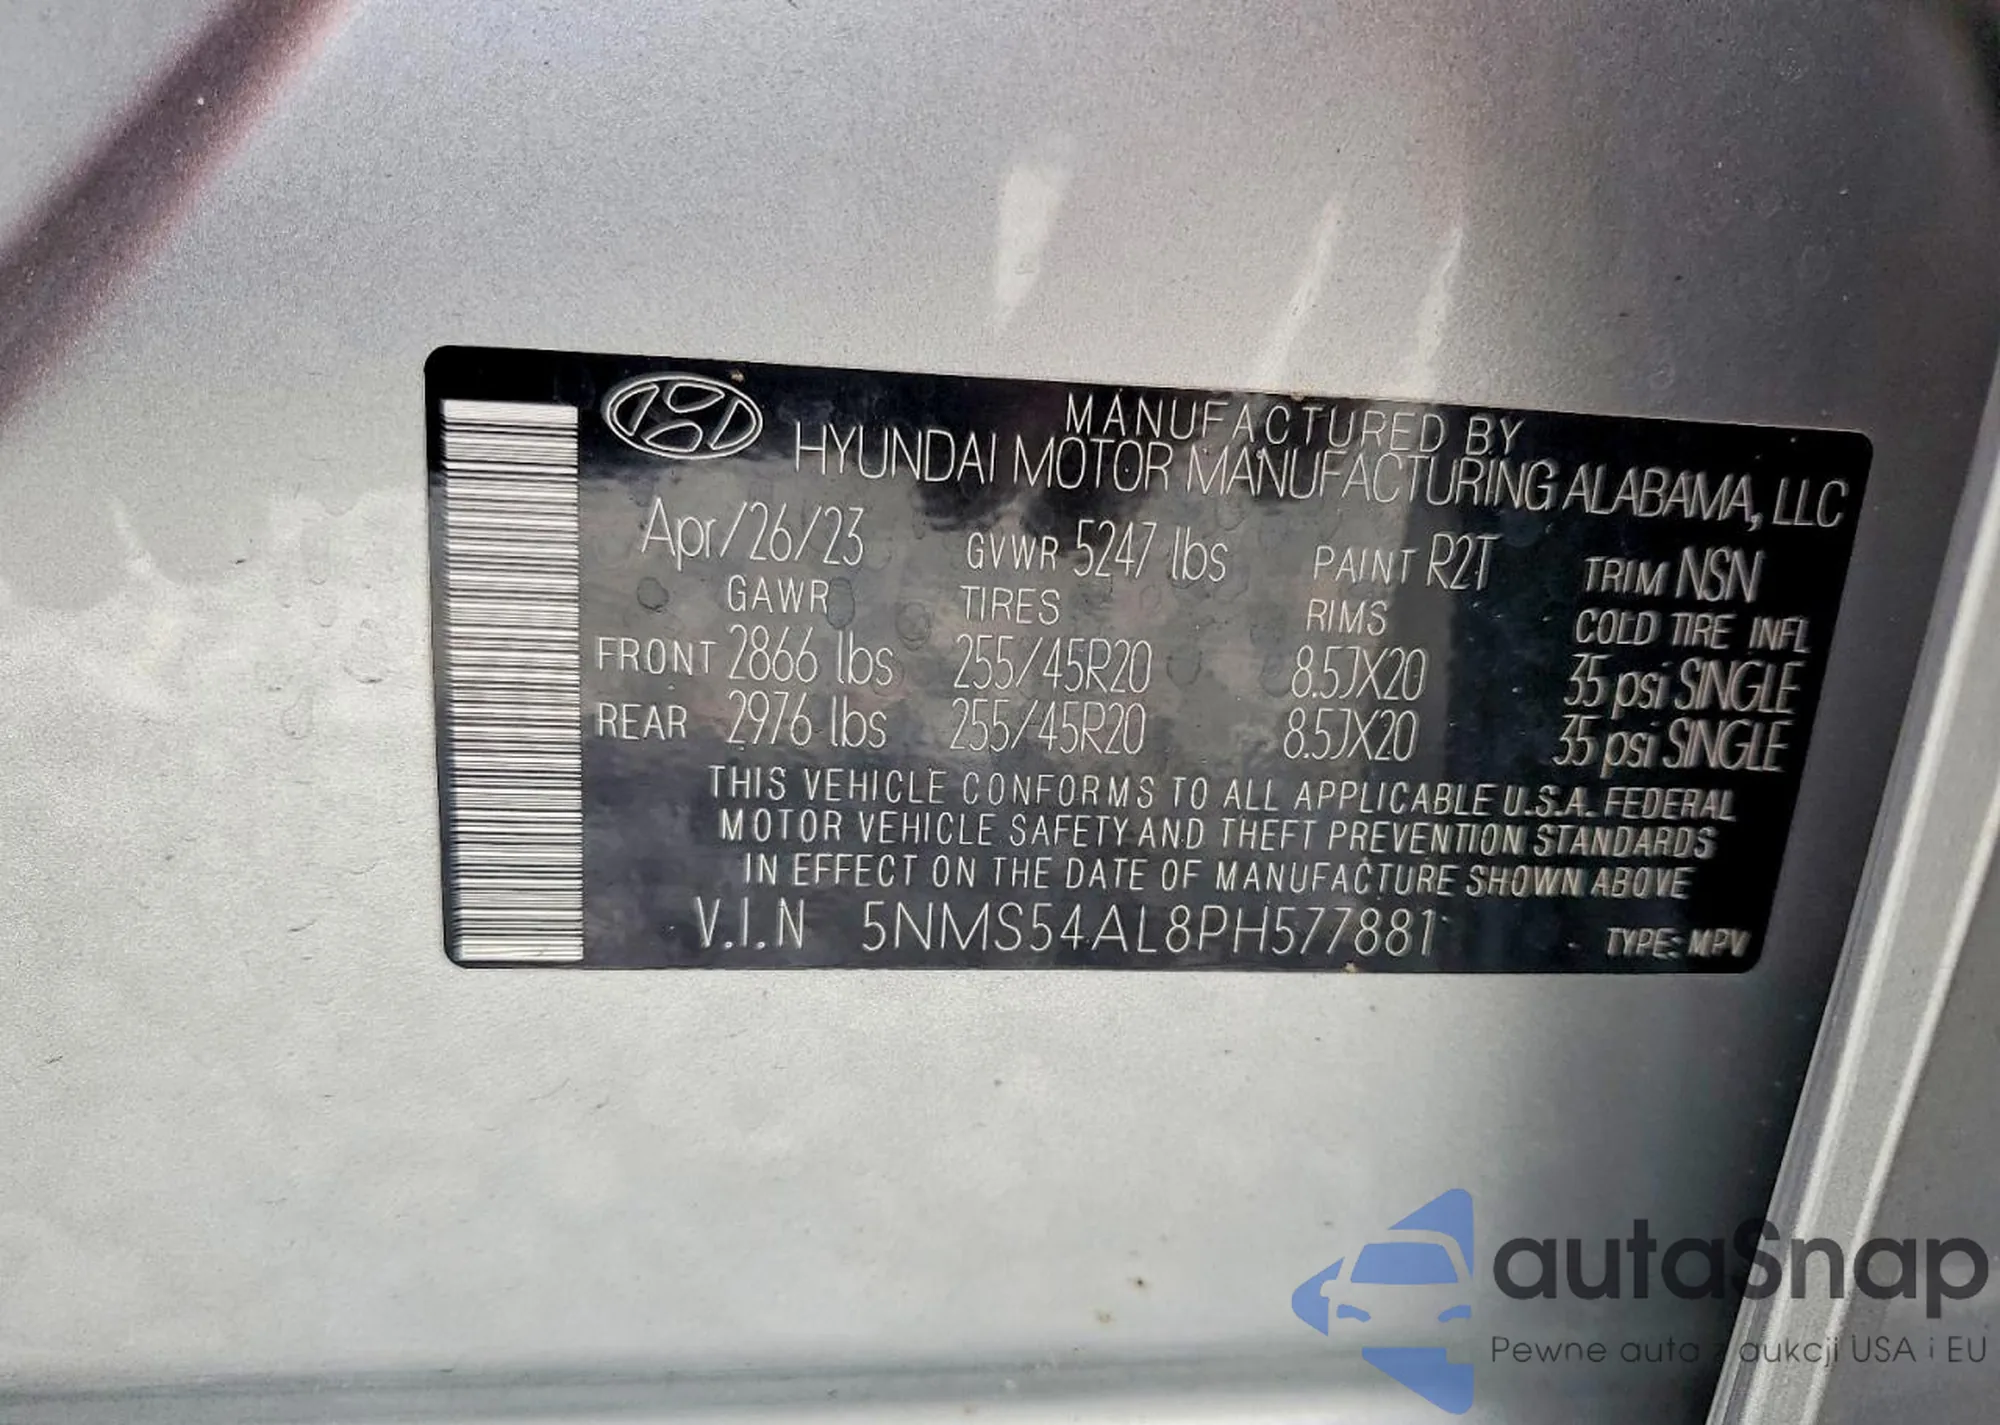 MANUFACTURED BY
HYUNDAI MOTOR MANUFACTURING ALABAMA, LLC
Apr/26/23 GVWR 5247 lbs PAINT R2T TRIM NSN
GAWR TIRES RIMS COLD TIRE INFL
FRONT 2866 lbs 255/45R20 8.5JX20 35 psi SINGLE
REAR 2976 lbs 255/45R20 8.5JX20 35 psi SINGLE
THIS VEHICLE CONFORMS TO ALL APPLICABLE U.S.A. FEDERAL
MOTOR VEHICLE SAFETY AND THEFT PREVENTION STANDARDS
IN EFFECT ON THE DATE OF MANUFACTURE SHOWN ABOVE
V.I.N 5NMS54AL8PH577881 TYPE: MPV
autaSnap
Pewne auta z aukcji USA i EU